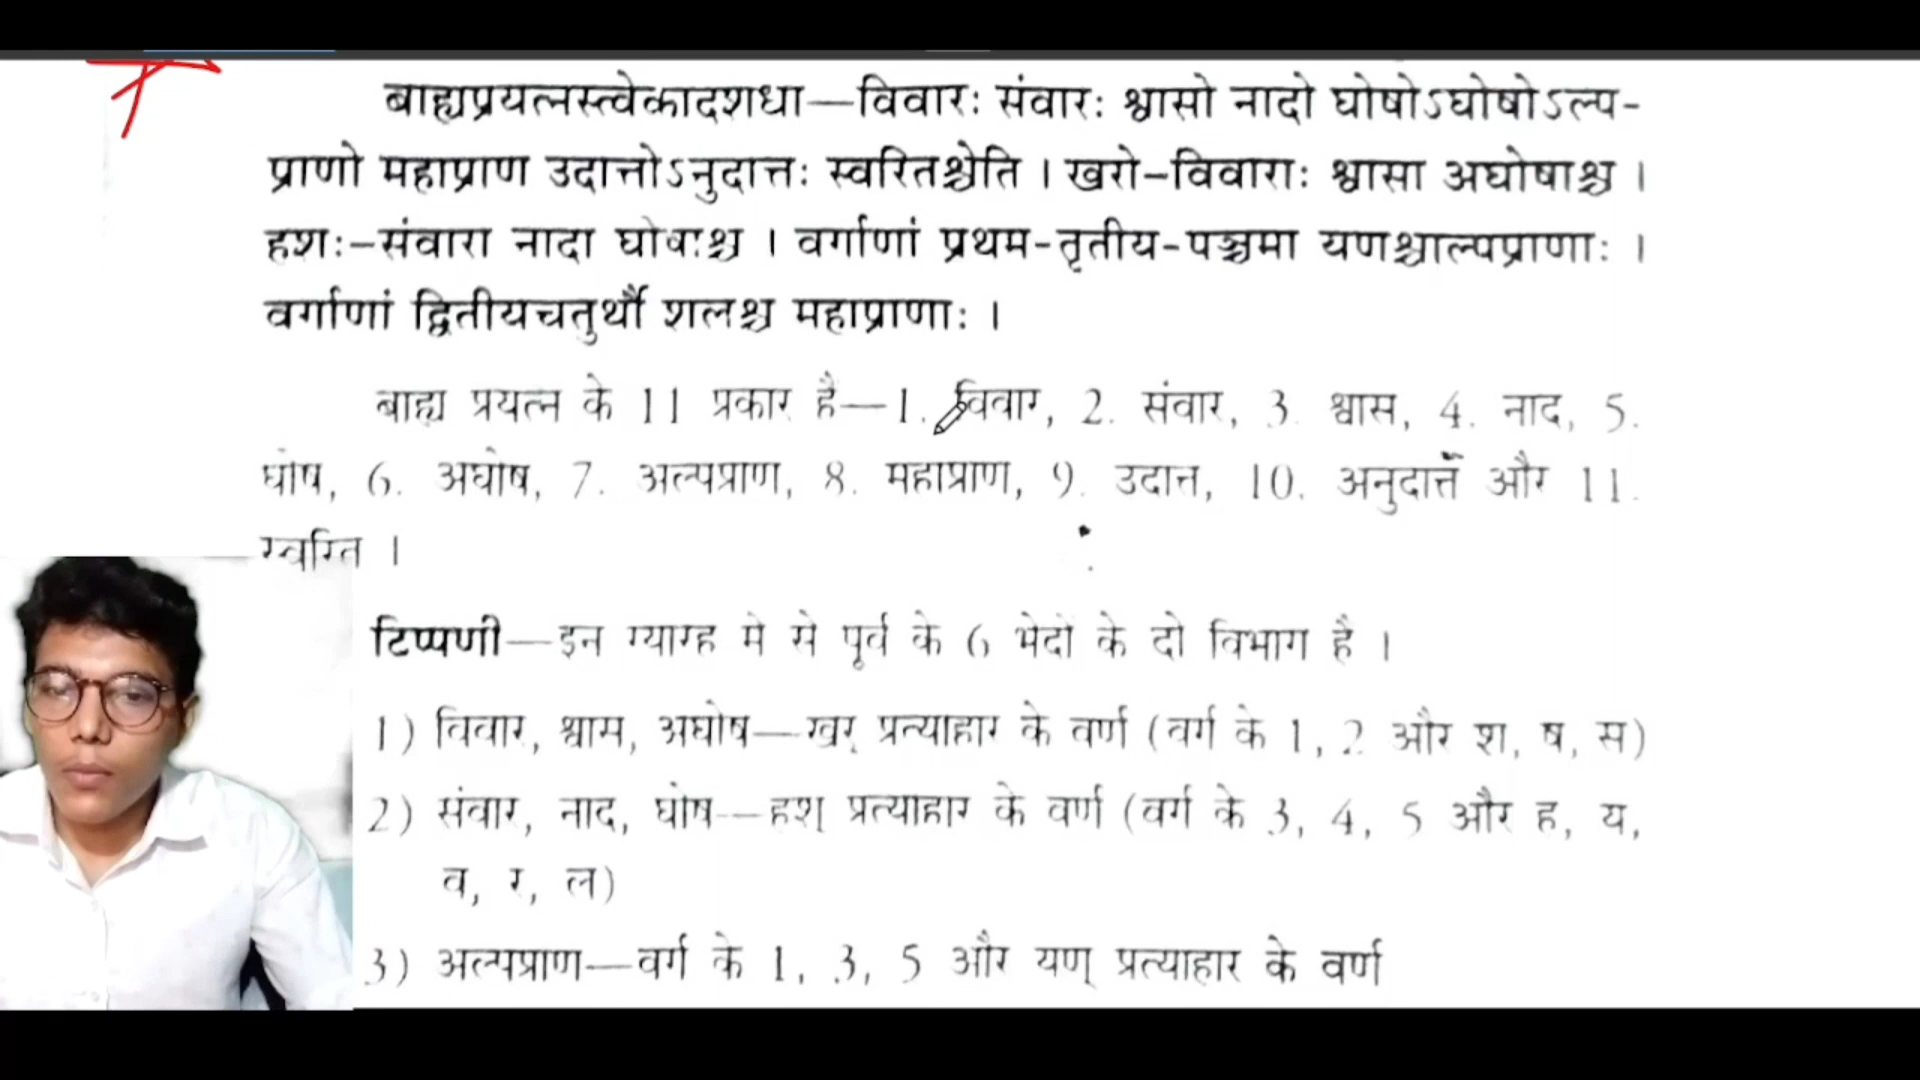 बाह्यप्रयत्नस्त्वेकादशधा—विवारः संवारः श्वासो नादो घोषोऽघोषोऽल्प-
प्राणो महाप्राण उदात्तोऽनुदात्तः स्वरितश्चेति । खरो-विवाराः श्वासा अघोषाश्च ।
हशः-संवारा नादा घोषाश्च । वर्गाणां प्रथम-तृतीय-पञ्चमा यणश्चाल्पप्राणाः ।
वर्गाणां द्वितीयचतुर्थौ शलश्च महाप्राणाः ।
बाह्य प्रयत्न के 11 प्रकार है—1. विवार, 2. संवार, 3. श्वास, 4. नाद, 5.
घोष, 6. अघोष, 7. अल्पप्राण, 8. महाप्राण, 9. उदात्त, 10. अनुदात्त और 11.
स्वरित ।
टिप्पणी—इन ग्यारह मे से पूर्व के 6 भेदों के दो विभाग है ।
1) विवार, श्वास, अघोष—खर् प्रत्याहार के वर्ण (वर्ग के 1, 2 और श, ष, स)
2) संवार, नाद, घोष—हश् प्रत्याहार के वर्ण (वर्ग के 3, 4, 5 और ह, य,
व, र, ल)
3) अल्पप्राण—वर्ग के 1, 3, 5 और यण् प्रत्याहार के वर्ण